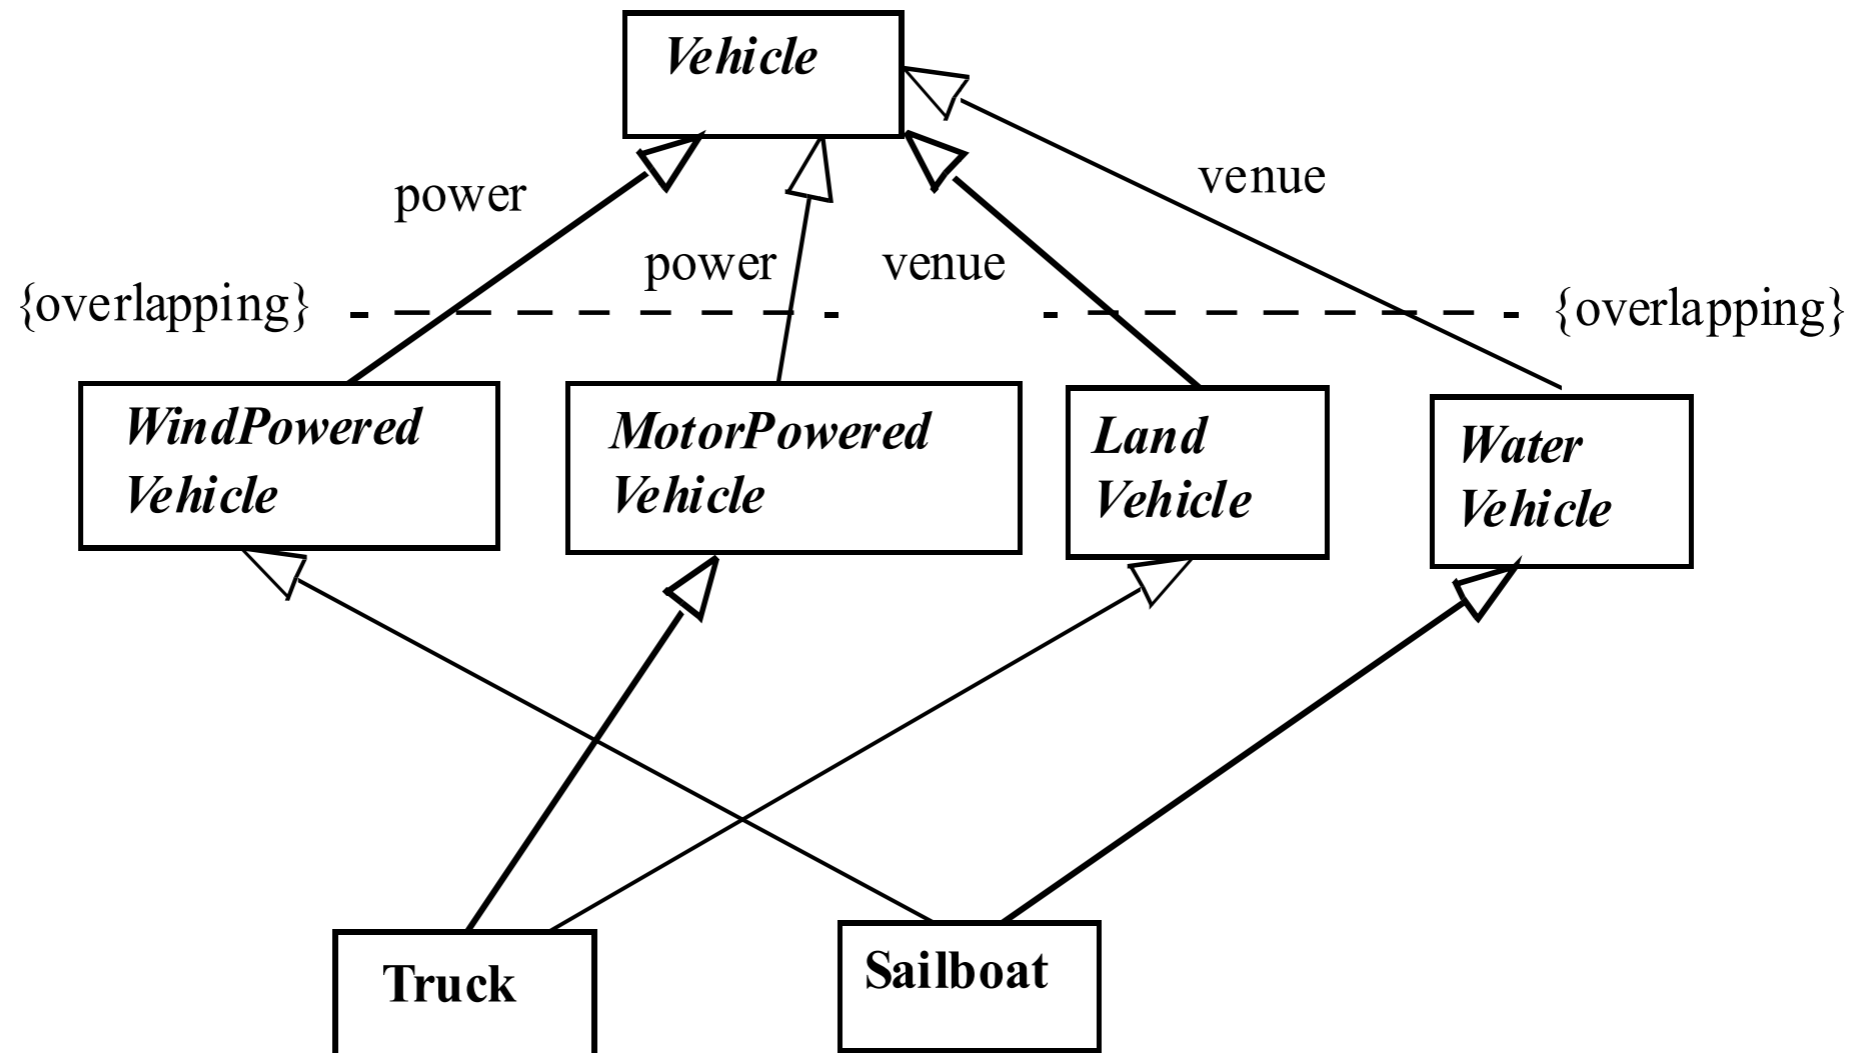 Vehicle
power
venue
power
venue
{overlapping}
{overlapping}
WindPowered
Vehicle
MotorPowered
Vehicle
Land
Vehicle
Water
Vehicle
Truck
Sailboat